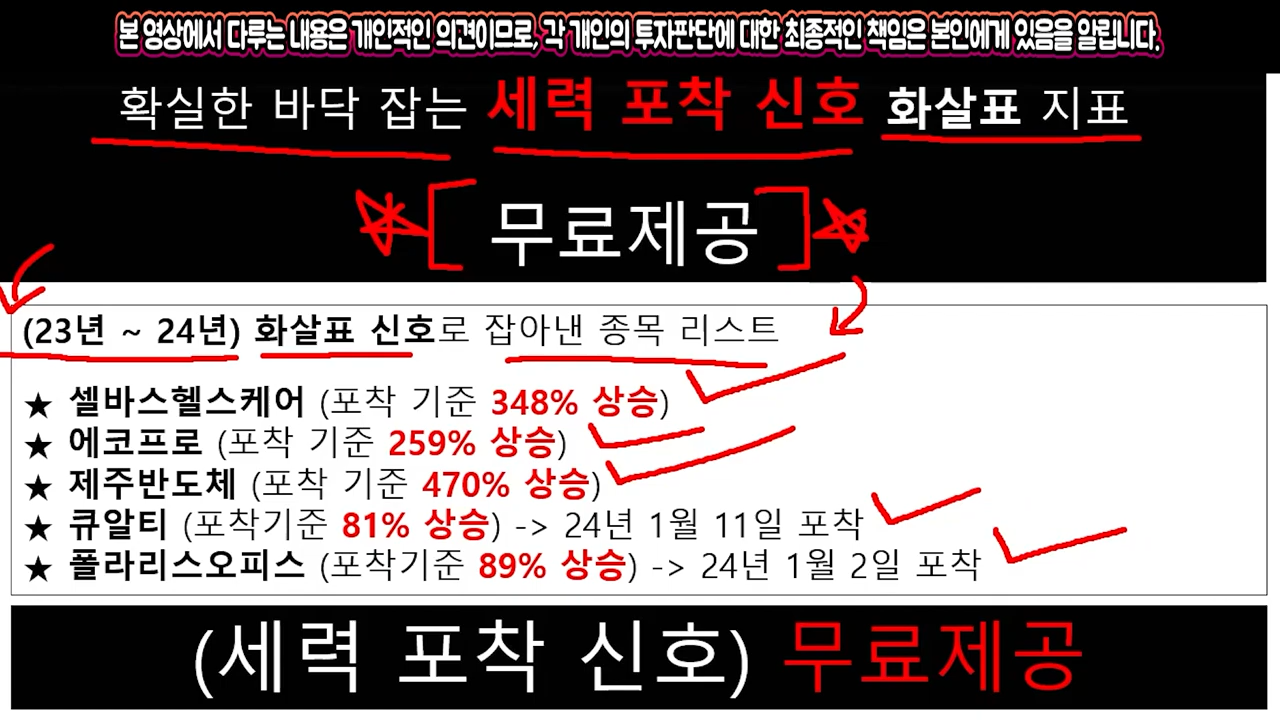 본 영상에서 다루는 내용은 개인적인 의견이므로, 각 개인의 투자판단에 대한 최종적인 책임은 본인에게 있음을 알립니다.
확실한 바닥 잡는 세력 포착 신호 화살표 지표
[ 무료제공 ]
(23년 ~ 24년) 화살표 신호로 잡아낸 종목 리스트
★ 셀바스헬스케어 (포착 기준 348% 상승)
★ 에코프로 (포착 기준 259% 상승)
★ 제주반도체 (포착 기준 470% 상승)
★ 큐알티 (포착기준 81% 상승) -> 24년 1월 11일 포착
★ 폴라리스오피스 (포착기준 89% 상승) -> 24년 1월 2일 포착
(세력 포착 신호) 무료제공